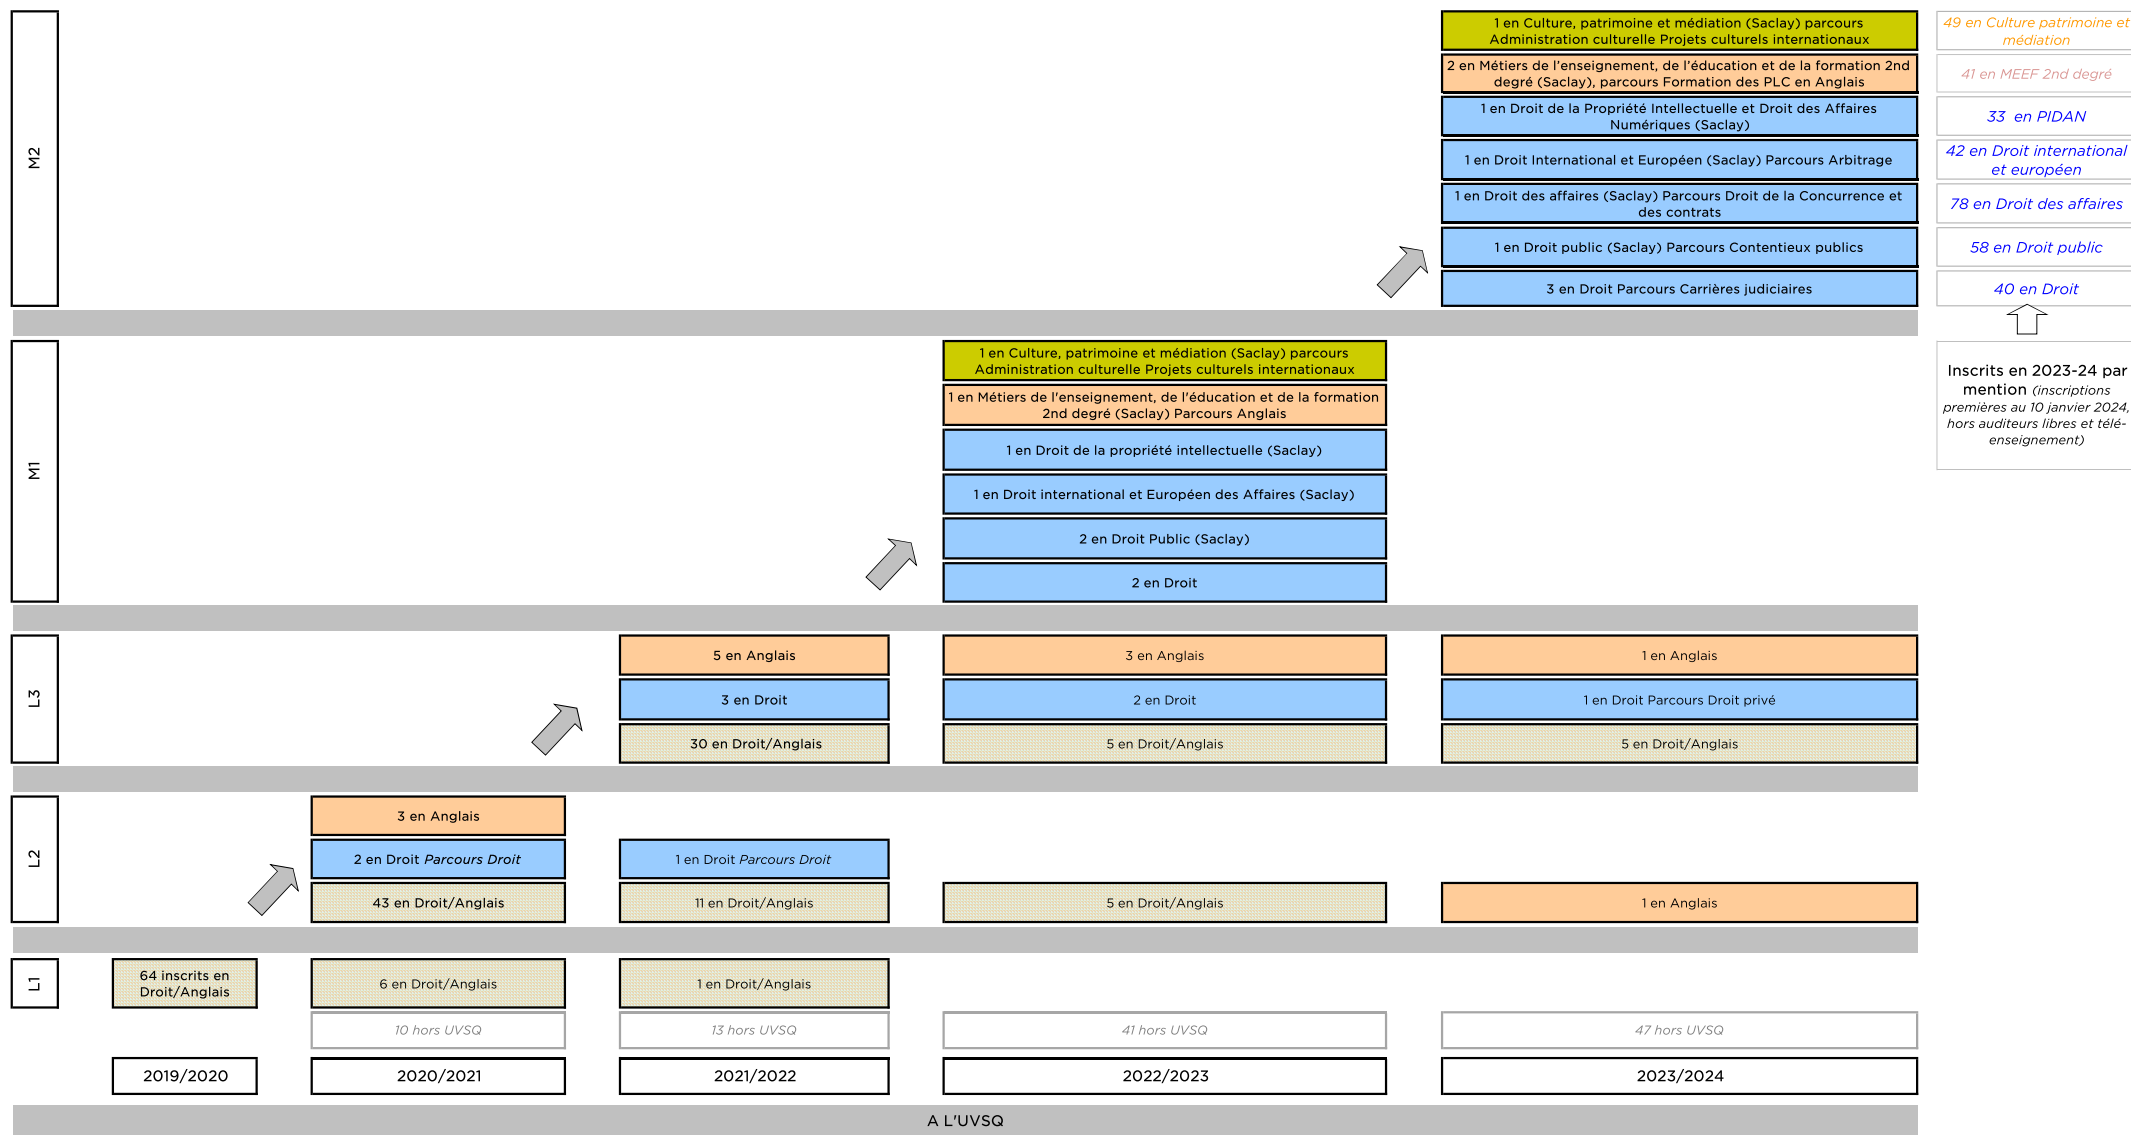 M2
1 en Culture, patrimoine et médiation (Saclay) parcours
Administration culturelle Projets culturels internationaux
49 en Culture patrimoine et
médiation
2 en Métiers de l'enseignement, de l'éducation et de la formation 2nd
degré (Saclay), parcours Formation des PLC en Anglais
41 en MEEF 2nd degré
1 en Droit de la Propriété Intellectuelle et Droit des Affaires
Numériques (Saclay)
33 en PIDAN
1 en Droit International et Européen (Saclay) Parcours Arbitrage
42 en Droit international
et européen
1 en Droit des affaires (Saclay) Parcours Droit de la Concurrence et
des contrats
78 en Droit des affaires
1 en Droit public (Saclay) Parcours Contentieux publics
58 en Droit public
3 en Droit Parcours Carrières judiciaires
40 en Droit
Inscrits en 2023-24 par
mention (inscriptions
premières au 10 janvier 2024,
hors auditeurs libres et télé-
enseignement)
M1
1 en Culture, patrimoine et médiation (Saclay) parcours
Administration culturelle Projets culturels internationaux
1 en Métiers de l'enseignement, de l'éducation et de la formation
2nd degré (Saclay) Parcours Anglais
1 en Droit de la propriété intellectuelle (Saclay)
1 en Droit international et Européen des Affaires (Saclay)
2 en Droit Public (Saclay)
2 en Droit
L3
5 en Anglais
3 en Anglais
1 en Anglais
3 en Droit
2 en Droit
1 en Droit Parcours Droit privé
30 en Droit/Anglais
5 en Droit/Anglais
5 en Droit/Anglais
L2
3 en Anglais
2 en Droit Parcours Droit
1 en Droit Parcours Droit
43 en Droit/Anglais
11 en Droit/Anglais
5 en Droit/Anglais
1 en Anglais
L1
64 inscrits en
Droit/Anglais
6 en Droit/Anglais
1 en Droit/Anglais
10 hors UVSQ
13 hors UVSQ
41 hors UVSQ
47 hors UVSQ
2019/2020
2020/2021
2021/2022
2022/2023
2023/2024
A L'UVSQ